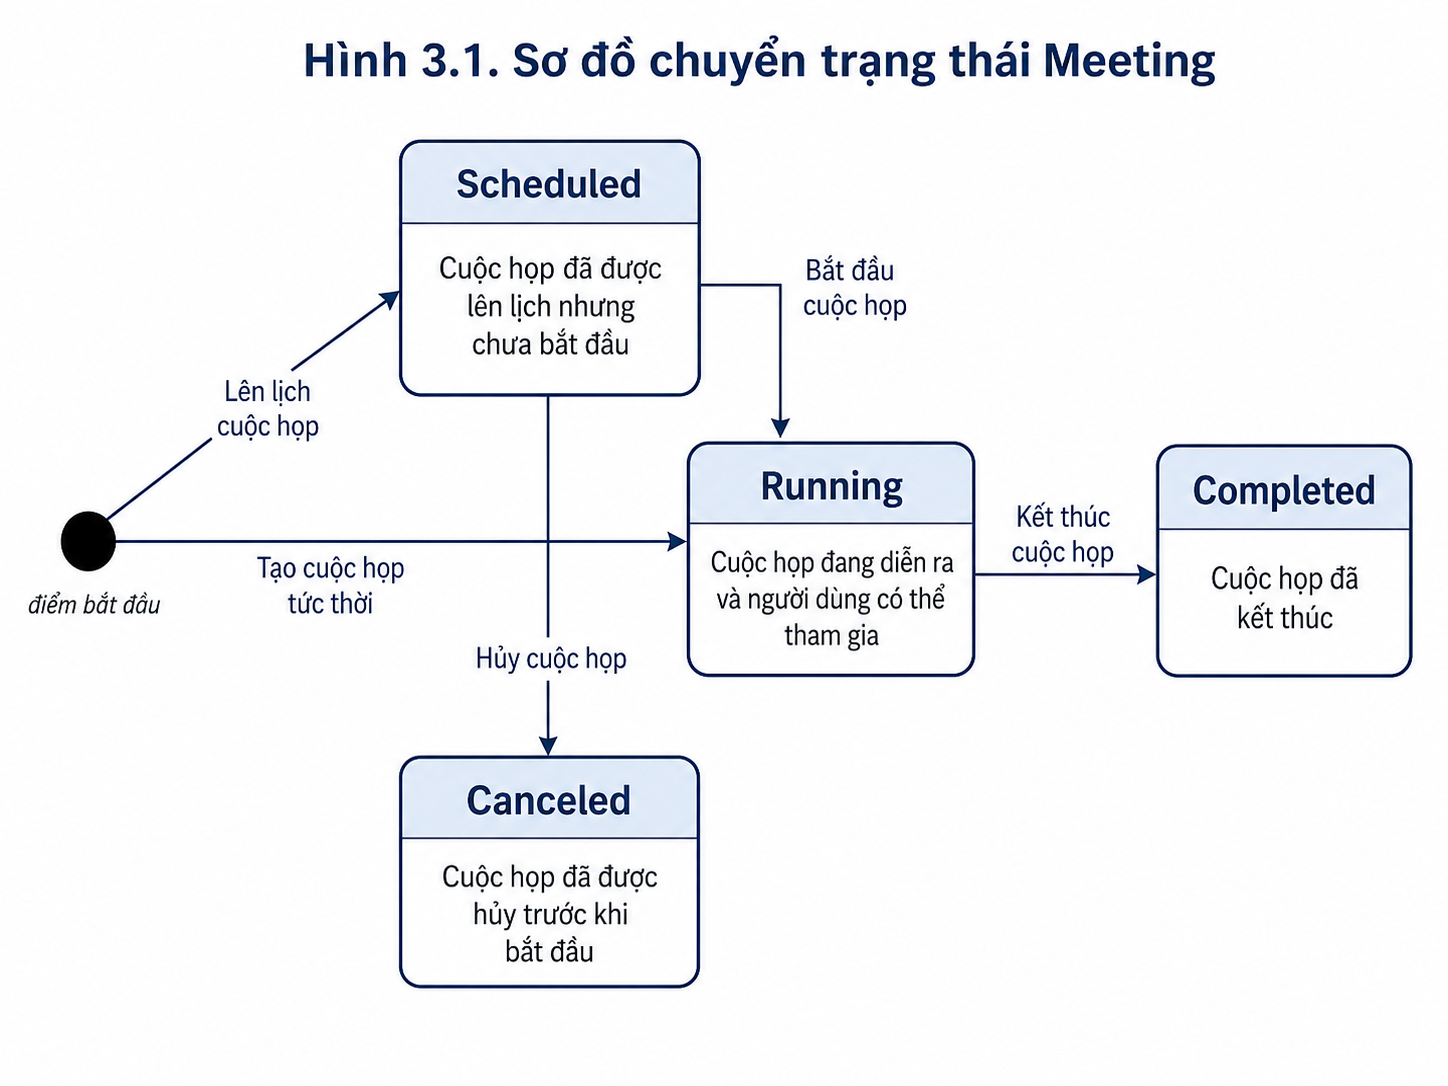 Hình 3.1. Sơ đồ chuyển trạng thái Meeting
Scheduled
Cuộc họp đã được
lên lịch nhưng
chưa bắt đầu
Bắt đầu
cuộc họp
Lên lịch
cuộc họp
điểm bắt đầu
Tạo cuộc họp
tức thời
Running
Cuộc họp đang diễn ra
và người dùng có thể
tham gia
Kết thúc
cuộc họp
Completed
Cuộc họp đã
kết thúc
Hủy cuộc họp
Canceled
Cuộc họp đã được
hủy trước khi
bắt đầu